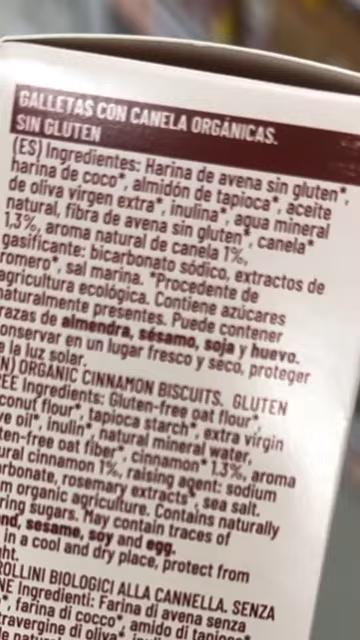 GALLETAS CON CANELA ORGÁNICAS.
SIN GLUTEN
(ES) Ingredientes: Harina de avena sin gluten*,
harina de coco*, almidón de tapioca*, aceite
de oliva virgen extra*, inulina*, agua mineral
natural, fibra de avena sin gluten*, canela*
1,3%, aroma natural de canela 1%,
gasificante: bicarbonato sódico, extractos de
romero*, sal marina. *Procedente de
agricultura ecológica. Contiene azúcares
naturalmente presentes. Puede contener
trazas de almendra, sésamo, soja y huevo.
onservar en un lugar fresco y seco, proteger
e la luz solar.
N) ORGANIC CINNAMON BISCUITS. GLUTEN
EE Ingredients: Gluten-free oat flour*,
conut flour*, tapioca starch*, extra virgin
ve oil*, inulin*, natural mineral water,
ten-free oat fiber*, cinnamon* 1.3%, aroma
ural cinnamon 1%, raising agent: sodium
arbonate, rosemary extracts*, sea salt.
m organic agriculture. Contains naturally
ring sugars. May contain traces of
nd, sesame, soy and egg.
in a cool and dry place, protect from
ht.
ROLLINI BIOLOGICI ALLA CANNELLA. SENZA
NE Ingredienti: Farina di avena senza
*, farina di cocco*, amido di tapioca*,
travergine di oliva*,